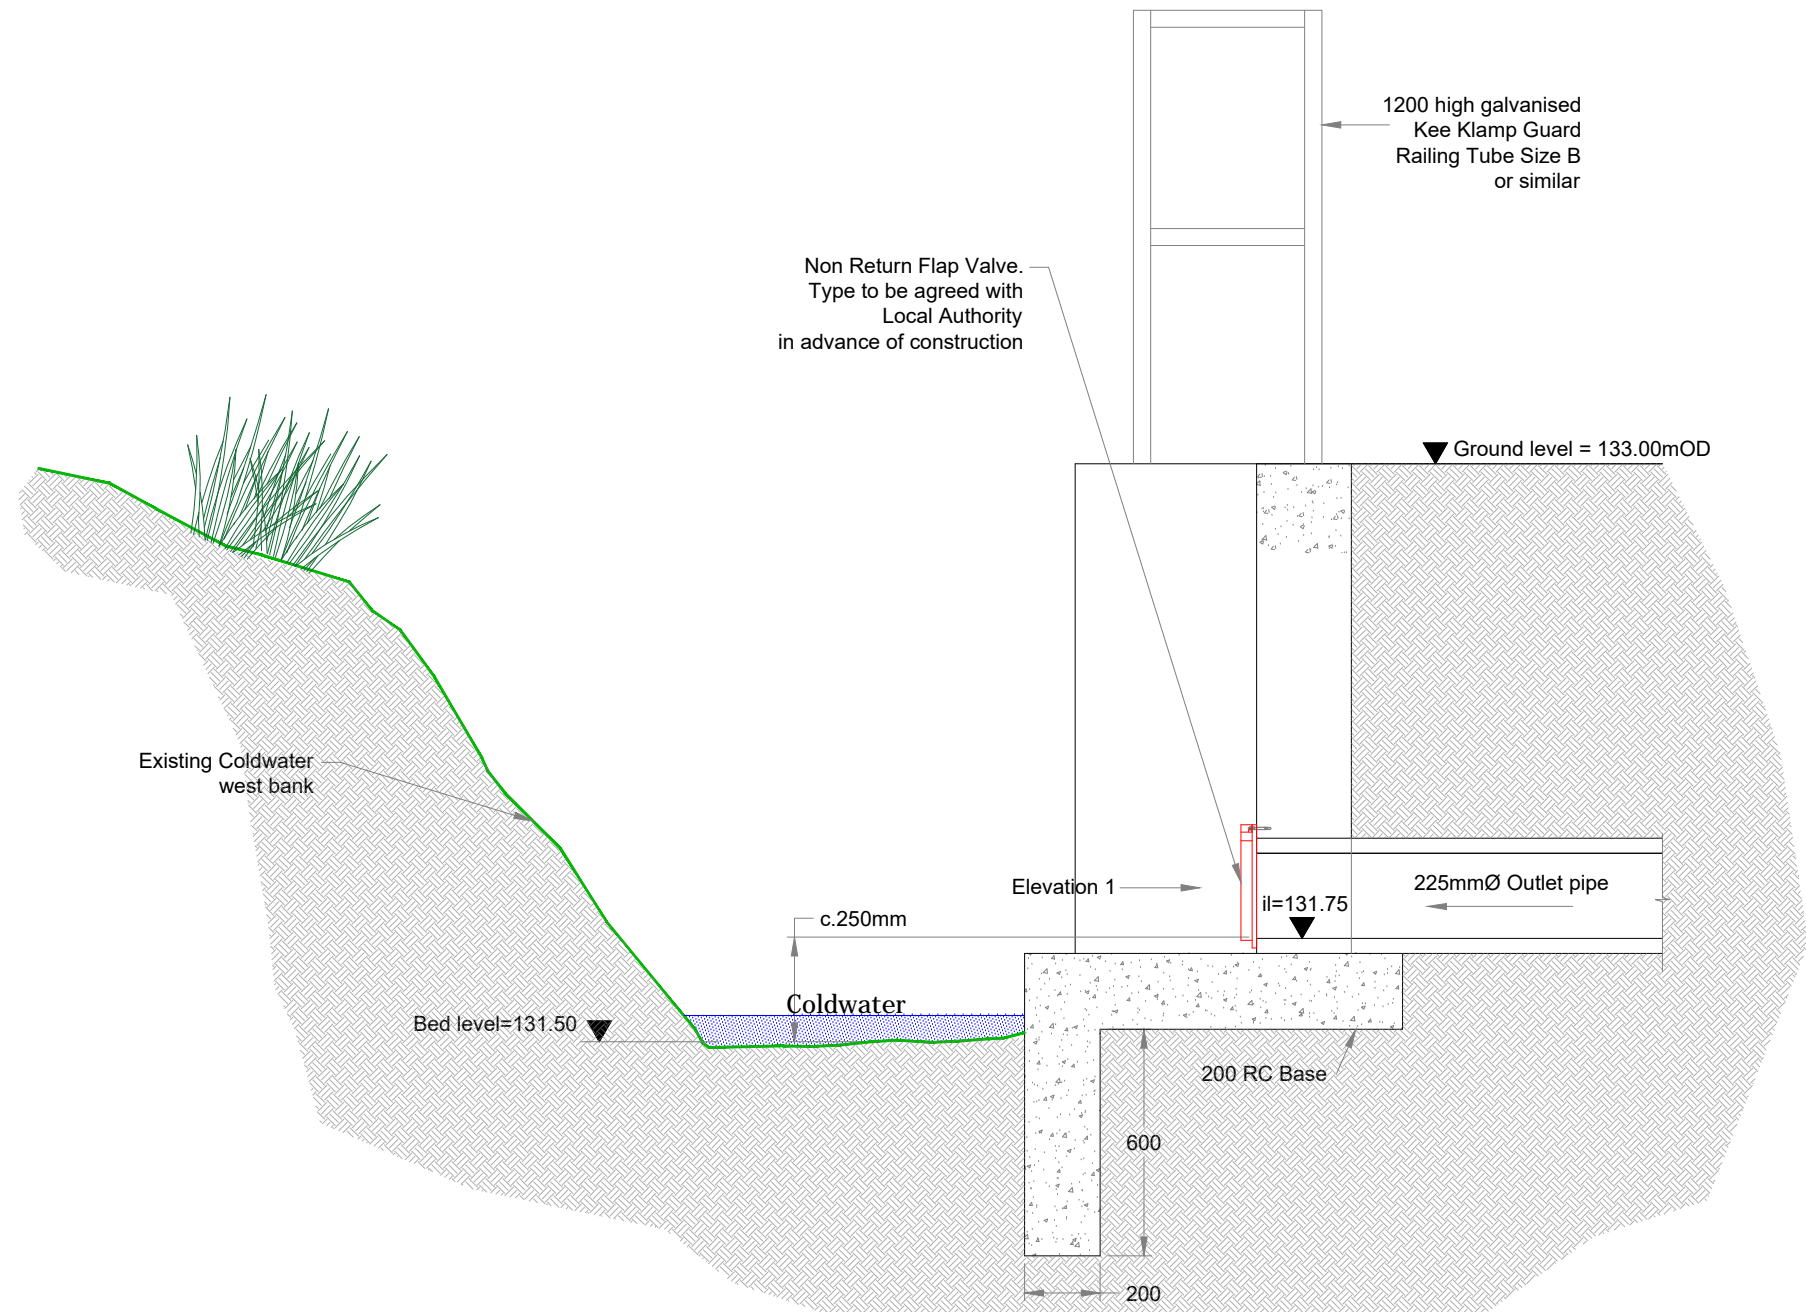 1200 high galvanised
Kee Klamp Guard
Railing Tube Size B
or similar
Non Return Flap Valve.
Type to be agreed with
Local Authority
in advance of construction
Ground level = 133.00mOD
Existing Coldwater
west bank
Elevation 1
225mmØ Outlet pipe
il=131.75
c.250mm
Coldwater
Bed level=131.50
200 RC Base
600
200